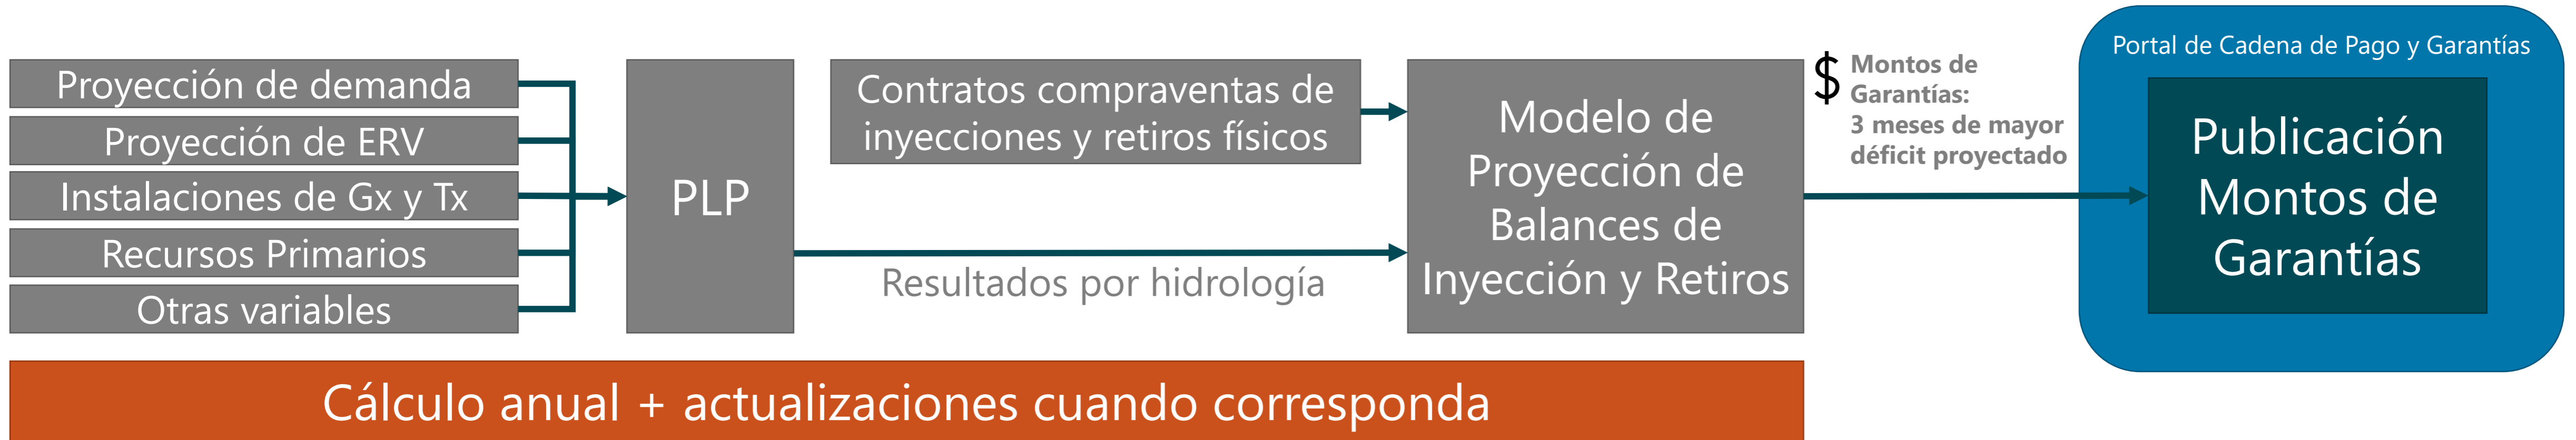 Proyección de demanda
Proyección de ERV
Instalaciones de Gx y Tx
Recursos Primarios
Otras variables
PLP
Contratos compraventas de
inyecciones y retiros físicos
Resultados por hidrología
Modelo de
Proyección de
Balances de
Inyección y Retiros
$ Montos de
Garantías:
3 meses de mayor
déficit proyectado
Portal de Cadena de Pago y Garantías
Publicación
Montos de
Garantías
Cálculo anual + actualizaciones cuando corresponda